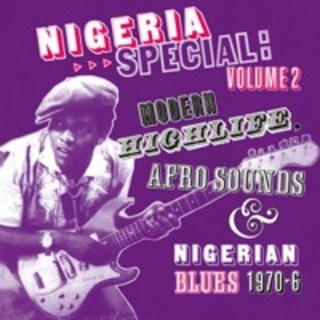 NIGERIA
SPECIAL:
VOLUME 2
MODERN
HIGHLIFE,
AFRO SOUNDS
&
NIGERIAN
BLUES 1970-6